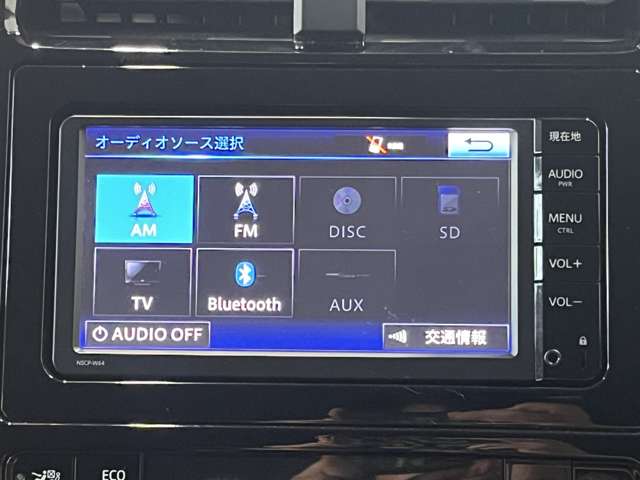 オーディオソース選択
AM
FM
DISC
SD
TV
Bluetooth
AUX
AUDIO OFF
交通情報
現在地
AUDIO
PWR
MENU
CTRL
VOL+
VOL−
NSCP-W64
ECO